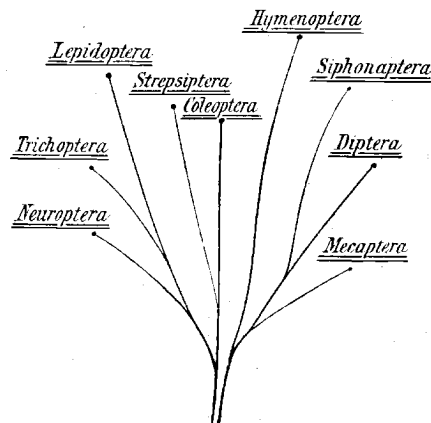 Hymenoptera
Lepidoptera
Siphonaptera
Strepsiptera
Coleoptera
Trichoptera
Diptera
Neuroptera
Mecaptera